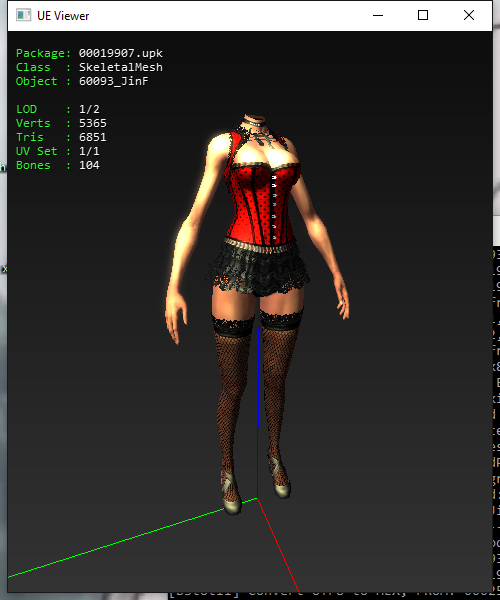 UE Viewer
Package: 00019907.upk
Class : SkeletalMesh
Object : 60093_JinF
LOD : 1/2
Verts : 5365
Tris : 6851
UV Set : 1/1
Bones : 104